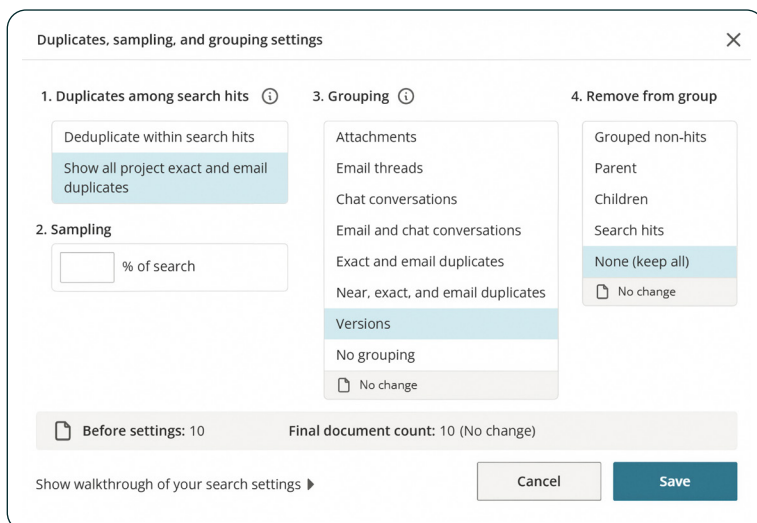 Duplicates, sampling, and grouping settings
1. Duplicates among search hits
Deduplicate within search hits
Show all project exact and email
duplicates
2. Sampling
% of search
3. Grouping
Attachments
Email threads
Chat conversations
Email and chat conversations
Exact and email duplicates
Near, exact, and email duplicates
Versions
No grouping
No change
4. Remove from group
Grouped non-hits
Parent
Children
Search hits
None (keep all)
No change
Before settings: 10 Final document count: 10 (No change)
Show walkthrough of your search settings
Cancel
Save